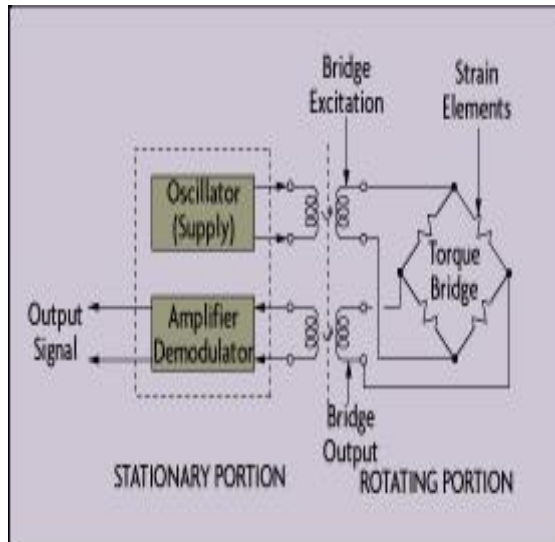 Bridge
Excitation
Strain
Elements
Oscillator
(Supply)
Torque
Bridge
Output
Signal
Amplifier
Demodulator
Bridge
Output
STATIONARY PORTION
ROTATING PORTION